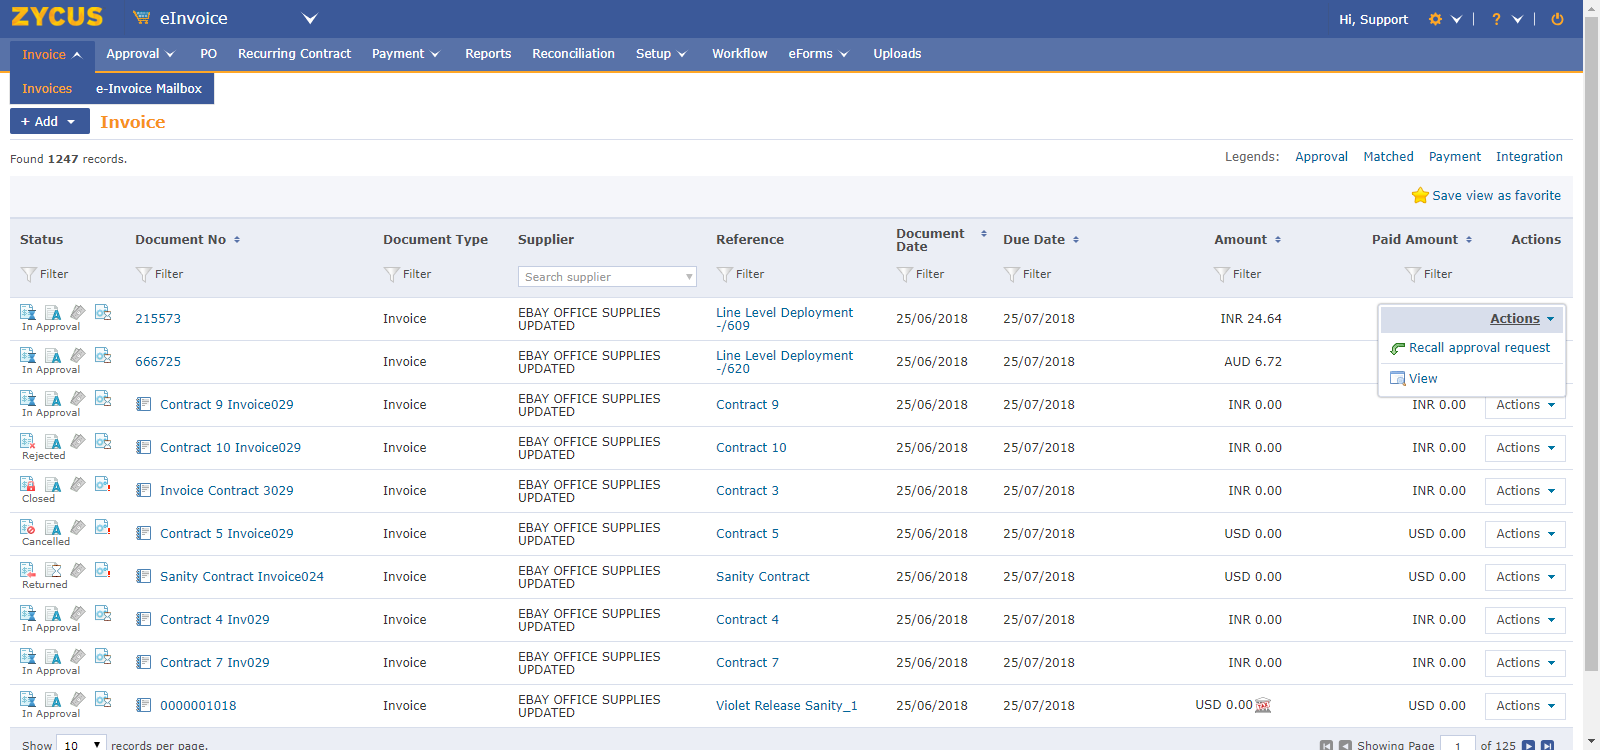 ZYCUS eInvoice Hi, Support ? 
Invoice Approval PO Recurring Contract Payment Reports Reconciliation Setup Workflow eForms Uploads
Invoices e-Invoice Mailbox
+ Add Invoice
Found 1247 records. Legends: Approval Matched Payment Integration
Save view as favorite
Status Document No Document Type Supplier Reference Document Date Due Date Amount Paid Amount Actions
Filter Filter Filter Search supplier Filter Filter Filter Filter Filter
In Approval 215573 Invoice EBAY OFFICE SUPPLIES UPDATED Line Level Deployment -/609 25/06/2018 25/07/2018 INR 24.64 Actions
Recall approval request
View
In Approval 666725 Invoice EBAY OFFICE SUPPLIES UPDATED Line Level Deployment -/620 25/06/2018 25/07/2018 AUD 6.72
In Approval Contract 9 Invoice029 Invoice EBAY OFFICE SUPPLIES UPDATED Contract 9 25/06/2018 25/07/2018 INR 0.00 INR 0.00 Actions
Rejected Contract 10 Invoice029 Invoice EBAY OFFICE SUPPLIES UPDATED Contract 10 25/06/2018 25/07/2018 INR 0.00 INR 0.00 Actions
Closed Invoice Contract 3029 Invoice EBAY OFFICE SUPPLIES UPDATED Contract 3 25/06/2018 25/07/2018 INR 0.00 INR 0.00 Actions
Cancelled Contract 5 Invoice029 Invoice EBAY OFFICE SUPPLIES UPDATED Contract 5 25/06/2018 25/07/2018 USD 0.00 USD 0.00 Actions
Returned Sanity Contract Invoice024 Invoice EBAY OFFICE SUPPLIES UPDATED Sanity Contract 25/06/2018 25/07/2018 USD 0.00 USD 0.00 Actions
In Approval Contract 4 Inv029 Invoice EBAY OFFICE SUPPLIES UPDATED Contract 4 25/06/2018 25/07/2018 INR 0.00 INR 0.00 Actions
In Approval Contract 7 Inv029 Invoice EBAY OFFICE SUPPLIES UPDATED Contract 7 25/06/2018 25/07/2018 INR 0.00 INR 0.00 Actions
In Approval 0000001018 Invoice EBAY OFFICE SUPPLIES UPDATED Violet Release Sanity_1 25/06/2018 25/07/2018 USD 0.00 USD 0.00 Actions
Show 10 records per page. Showing Page 1 of 125